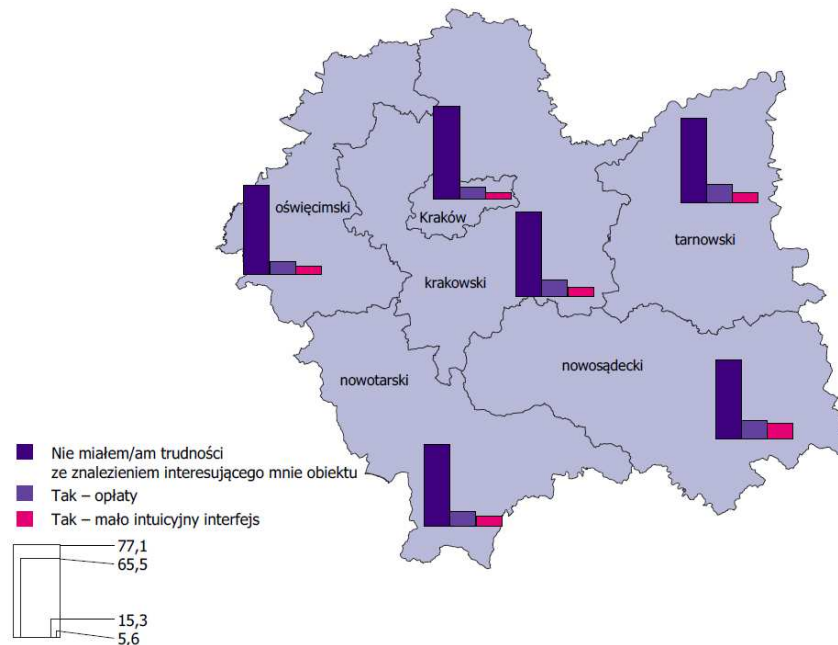 oświęcimski
Kraków
krakowski
tarnowski
nowotarski
nowosądecki
Nie miałem/am trudności
ze znalezieniem interesującego mnie obiektu
Tak – opłaty
Tak – mało intuicyjny interfejs
77,1
65,5
15,3
5,6